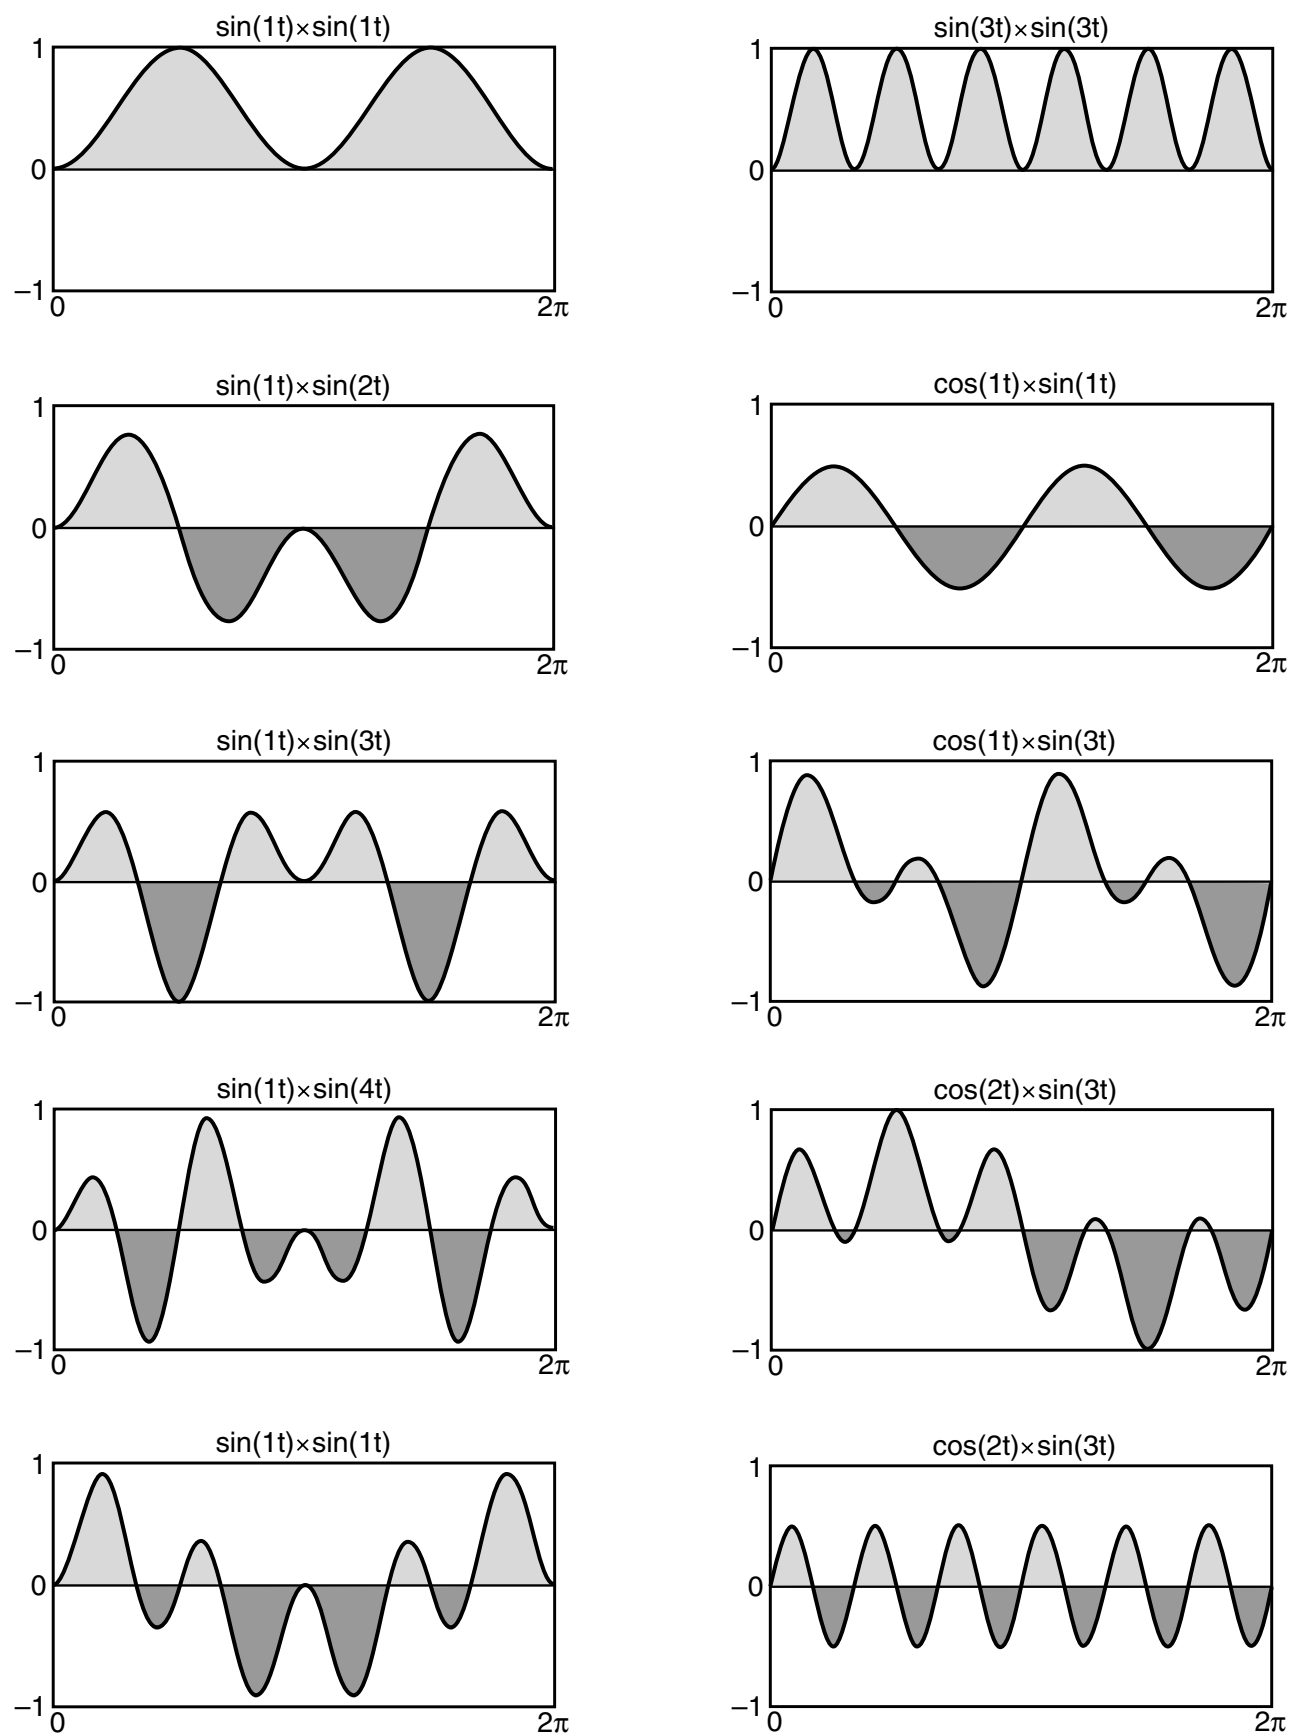 sin(1t)×sin(1t)
1
0
–1
0
2π
sin(3t)×sin(3t)
1
0
–1
0
2π
sin(1t)×sin(2t)
1
0
–1
0
2π
cos(1t)×sin(1t)
1
0
–1
0
2π
sin(1t)×sin(3t)
1
0
–1
0
2π
cos(1t)×sin(3t)
1
0
–1
0
2π
sin(1t)×sin(4t)
1
0
–1
0
2π
cos(2t)×sin(3t)
1
0
–1
0
2π
sin(1t)×sin(1t)
1
0
–1
0
2π
cos(2t)×sin(3t)
1
0
–1
0
2π